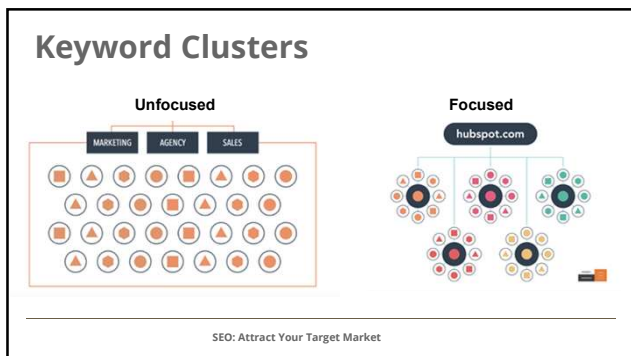 Keyword Clusters
Unfocused
Focused
MARKETING AGENCY SALES
hubspot.com
SEO: Attract Your Target Market